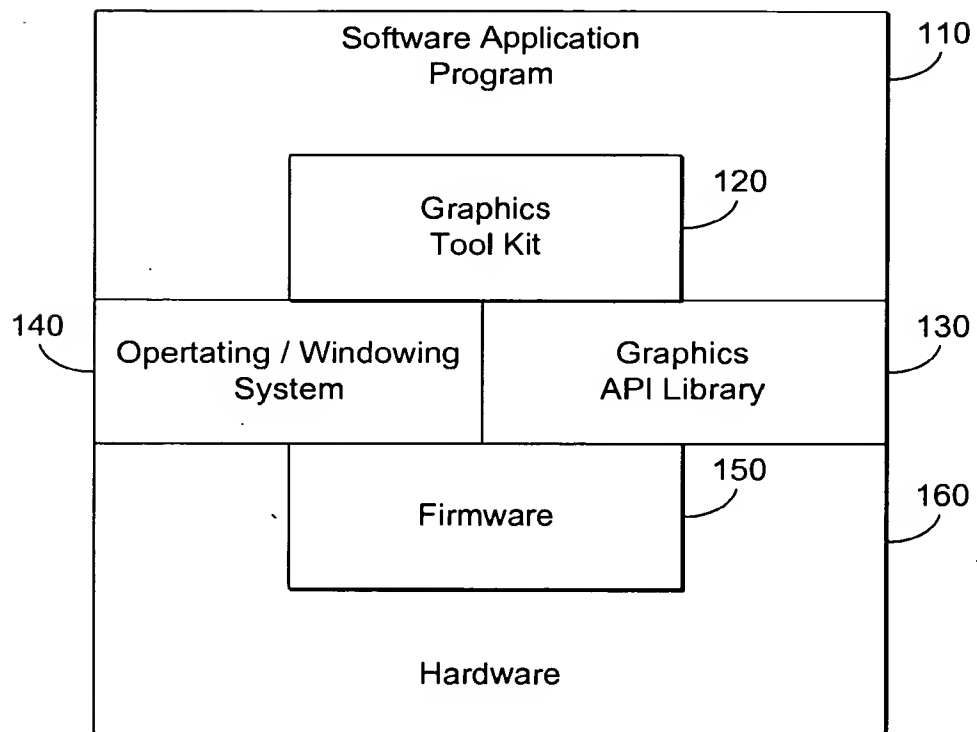 Software Application
Program
110
Graphics
Tool Kit
120
140
Opertating / Windowing
System
Graphics
API Library
130
Firmware
150
160
Hardware